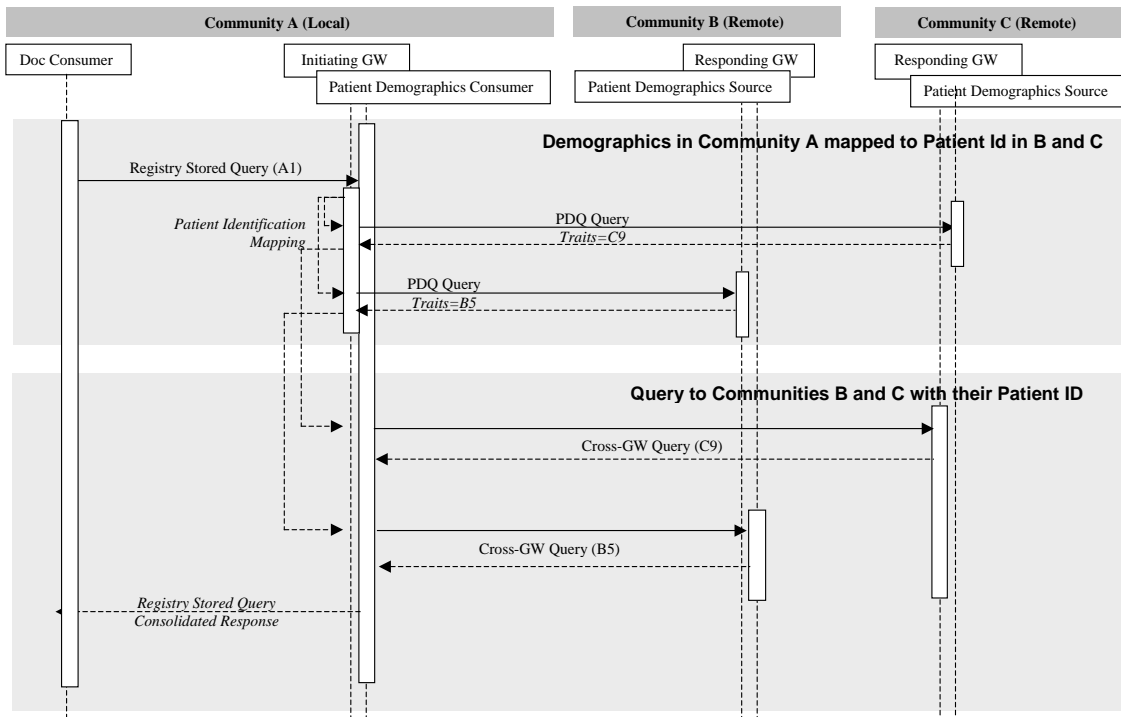 Community A (Local)
Community B (Remote)
Community C (Remote)
Doc Consumer
Initiating GW
Responding GW
Responding GW
Patient Demographics Consumer
Patient Demographics Source
Patient Demographics Source
Demographics in Community A mapped to Patient Id in B and C
Registry Stored Query (A1)
Patient Identification
Mapping
PDQ Query
Traits=C9
PDQ Query
Traits=B5
Query to Communities B and C with their Patient ID
Cross-GW Query (C9)
Cross-GW Query (B5)
Registry Stored Query
Consolidated Response